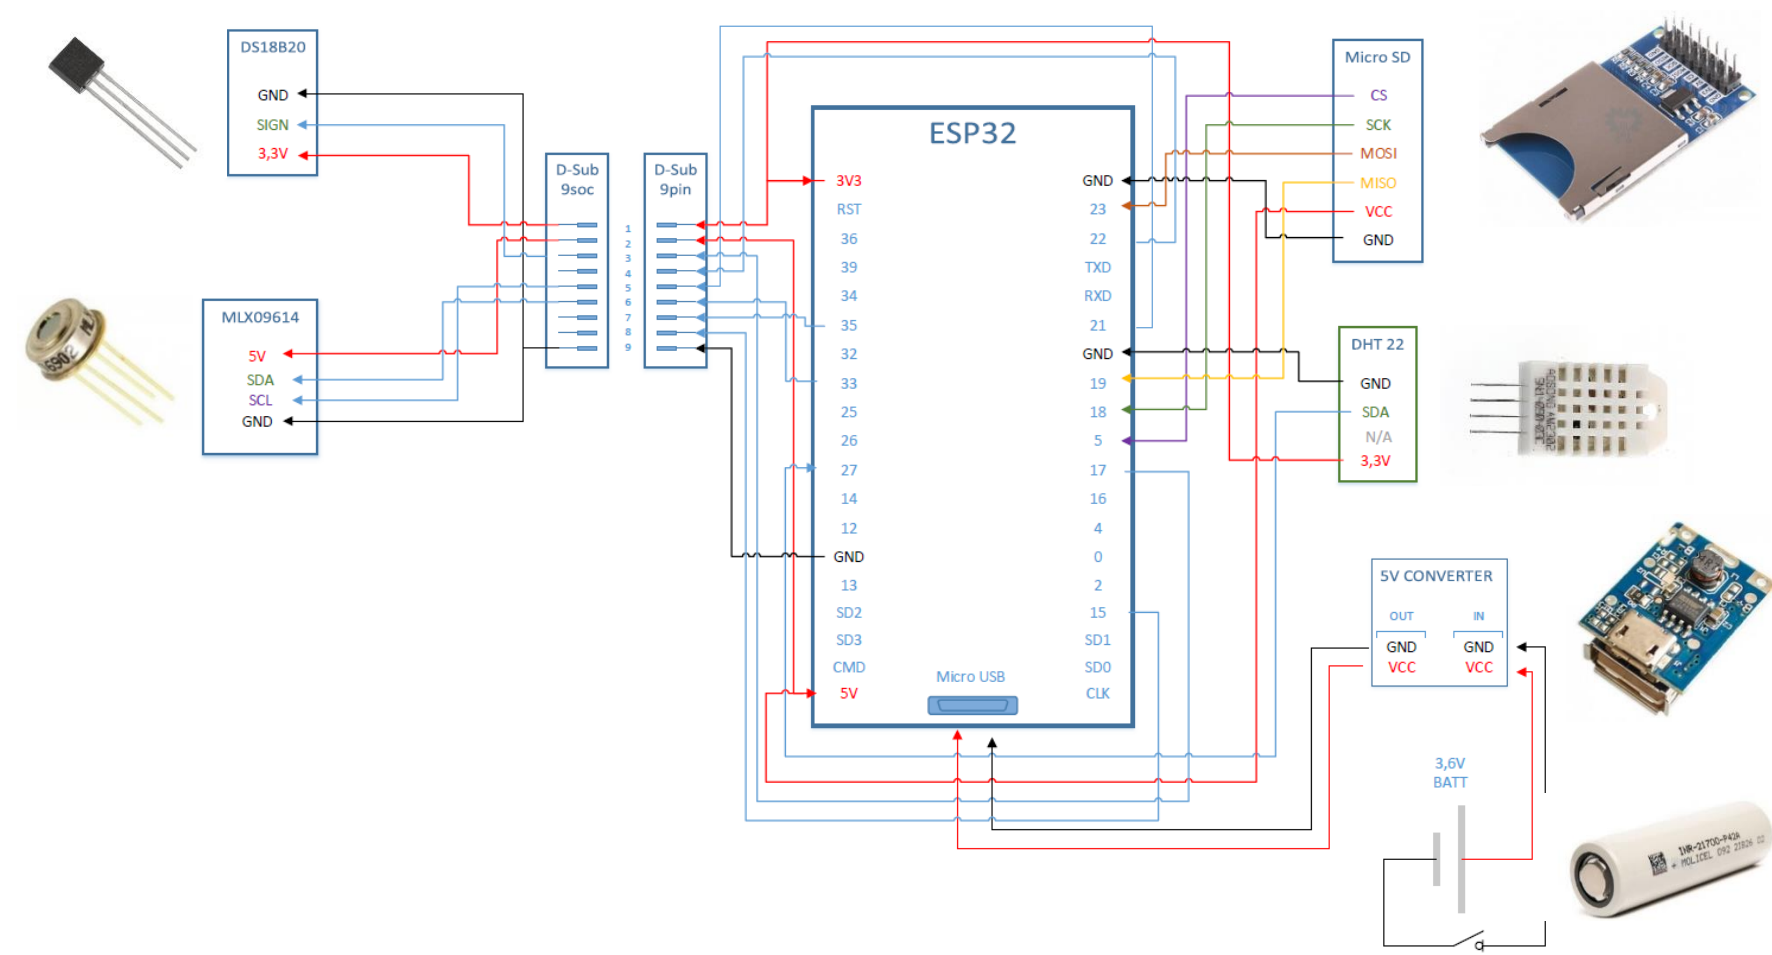 DS18B20
GND
SIGN
3,3V
MLX09614
5V
SDA
SCL
GND
D-Sub
9soc
D-Sub
9pin
1
2
3
4
5
6
7
8
9
ESP32
3V3
RST
36
39
34
35
32
33
25
26
27
14
12
GND
13
SD2
SD3
CMD
5V
GND
23
22
TXD
RXD
21
GND
19
18
5
17
16
4
0
2
15
SD1
SD0
CLK
Micro USB
Micro SD
CS
SCK
MOSI
MISO
VCC
GND
DHT 22
GND
SDA
N/A
3,3V
5V CONVERTER
OUT
IN
GND
GND
VCC
VCC
3,6V
BATT
INR-21700-P42A